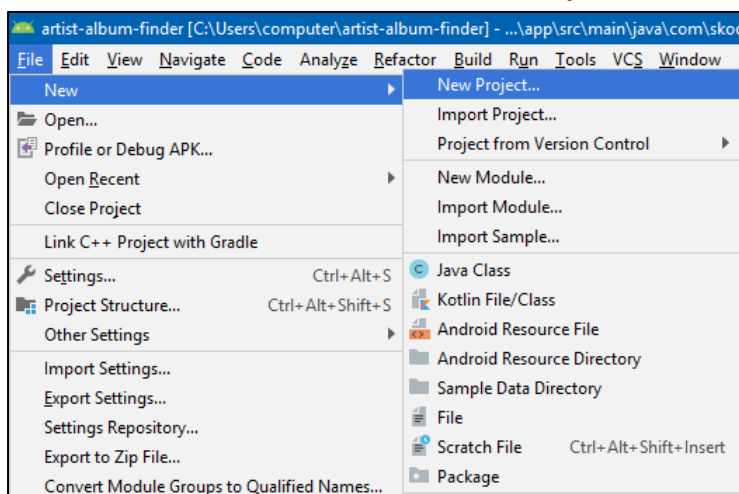 artist-album-finder [C:\Users\computer\artist-album-finder] - ...\app\src\main\java\com\skoc
File Edit View Navigate Code Analyze Refactor Build Run Tools VCS Window
New
Open...
Profile or Debug APK...
Open Recent
Close Project
Link C++ Project with Gradle
Settings... Ctrl+Alt+S
Project Structure... Ctrl+Alt+Shift+S
Other Settings
Import Settings...
Export Settings...
Settings Repository...
Export to Zip File...
Convert Module Groups to Qualified Names...
New Project...
Import Project...
Project from Version Control
New Module...
Import Module...
Import Sample...
Java Class
Kotlin File/Class
Android Resource File
Android Resource Directory
Sample Data Directory
File
Scratch File Ctrl+Alt+Shift+Insert
Package